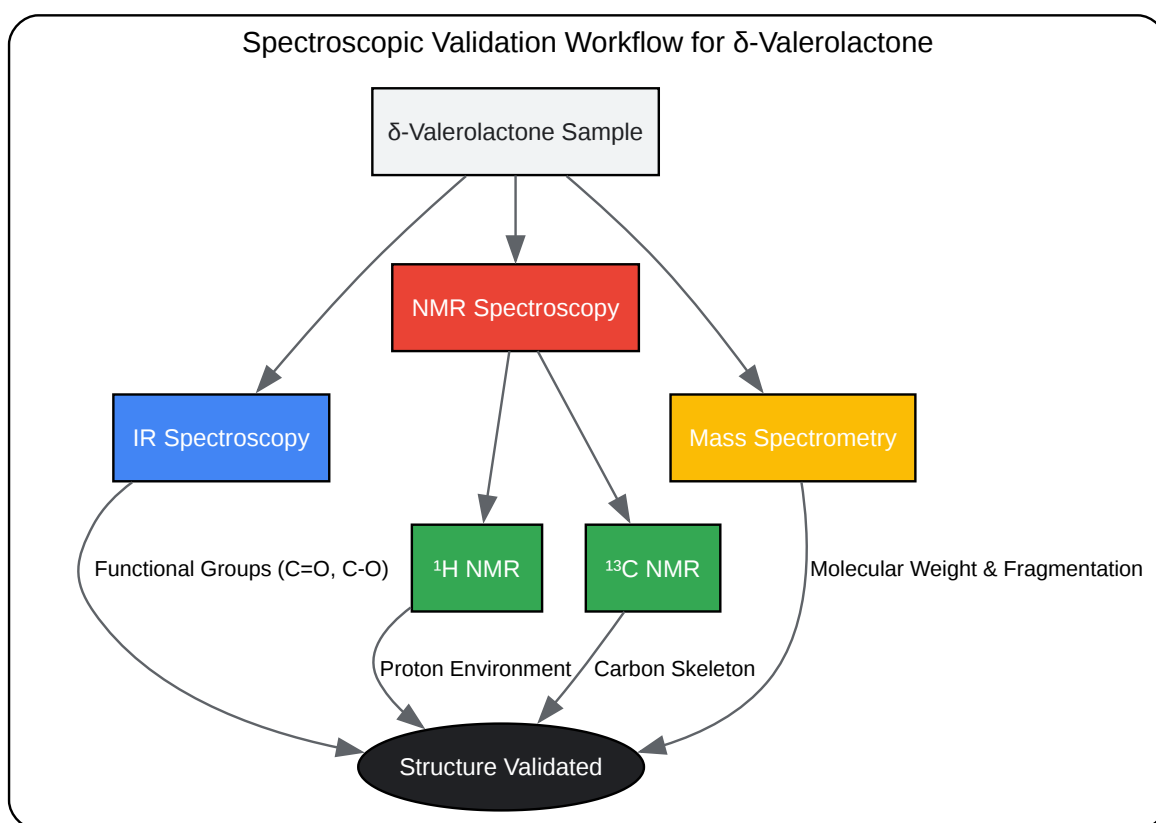 Spectroscopic Validation Workflow for δ-Valerolactone
δ-Valerolactone Sample
NMR Spectroscopy
IR Spectroscopy
Mass Spectrometry
Functional Groups (C=O, C-O)
¹H NMR
¹³C NMR
Molecular Weight & Fragmentation
Proton Environment
Carbon Skeleton
Structure Validated